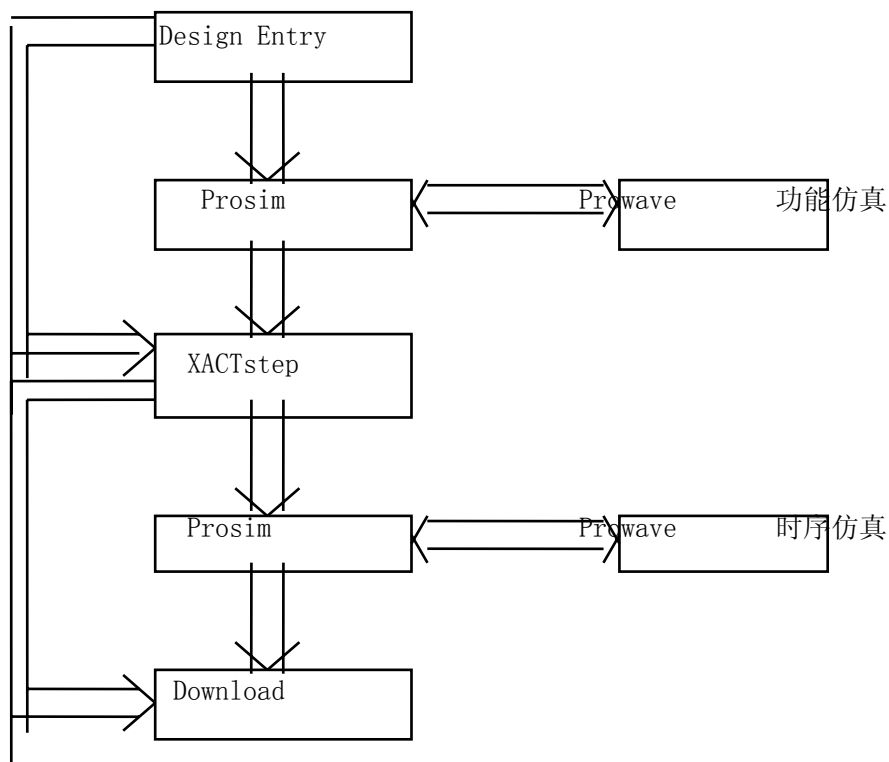 Design Entry
Prosim Prowave 功能仿真
XACTstep
Prosim Prowave 时序仿真
Download